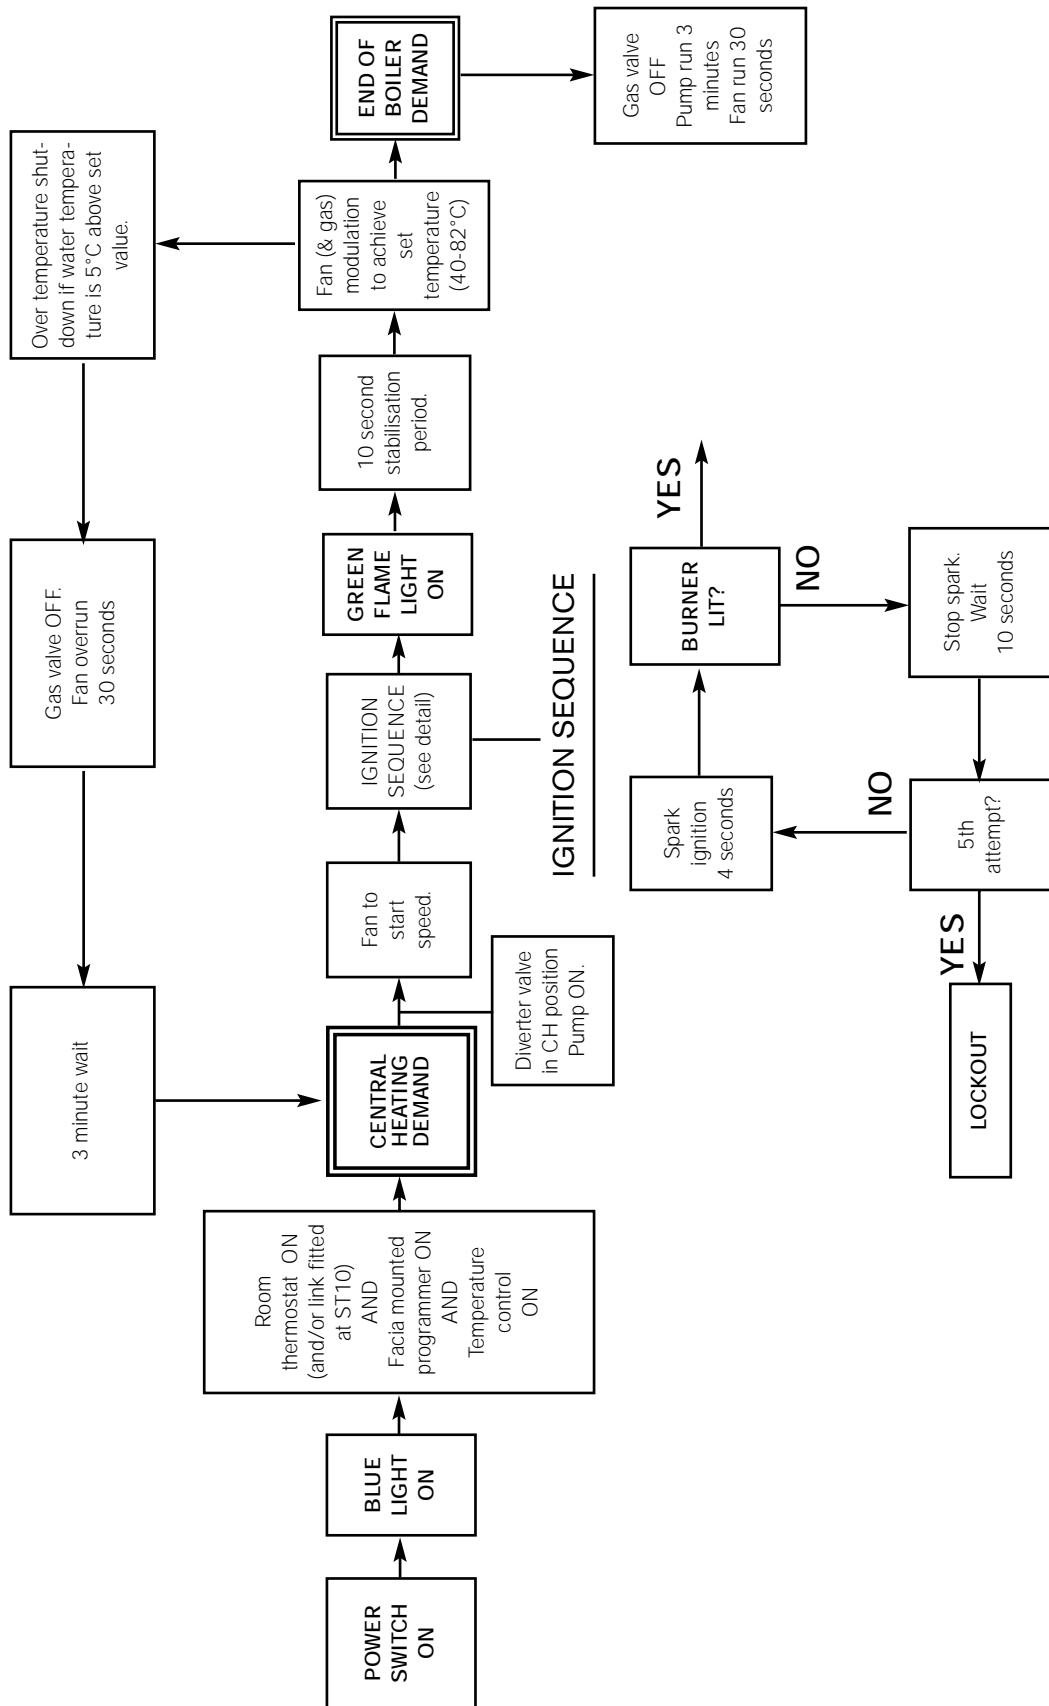 POWER
SWITCH
ON
BLUE
LIGHT
ON
Room
thermostat ON
(and/or link fitted
at ST10)
AND
Facia mounted
programmer ON
AND
Temperature
control
ON
CENTRAL
HEATING
DEMAND
Diverter valve
in CH position
Pump ON.
Fan to
start
speed.
IGNITION
SEQUENCE
(see detail)
GREEN
FLAME
LIGHT
ON
10 second
stabilisation
period.
Fan (& gas)
modulation
to achieve
set
temperature
(40-82°C)
END OF
BOILER
DEMAND
Gas valve
OFF
Pump run 3
minutes
Fan run 30
seconds
Over temperature shut-
down if water tempera-
ture is 5°C above set
value.
Gas valve OFF.
Fan overrun
30 seconds
3 minute wait
IGNITION SEQUENCE
Spark
ignition
4 seconds
BURNER
LIT?
YES
NO
Stop spark.
Wait
10 seconds
5th
attempt?
NO
YES
LOCKOUT